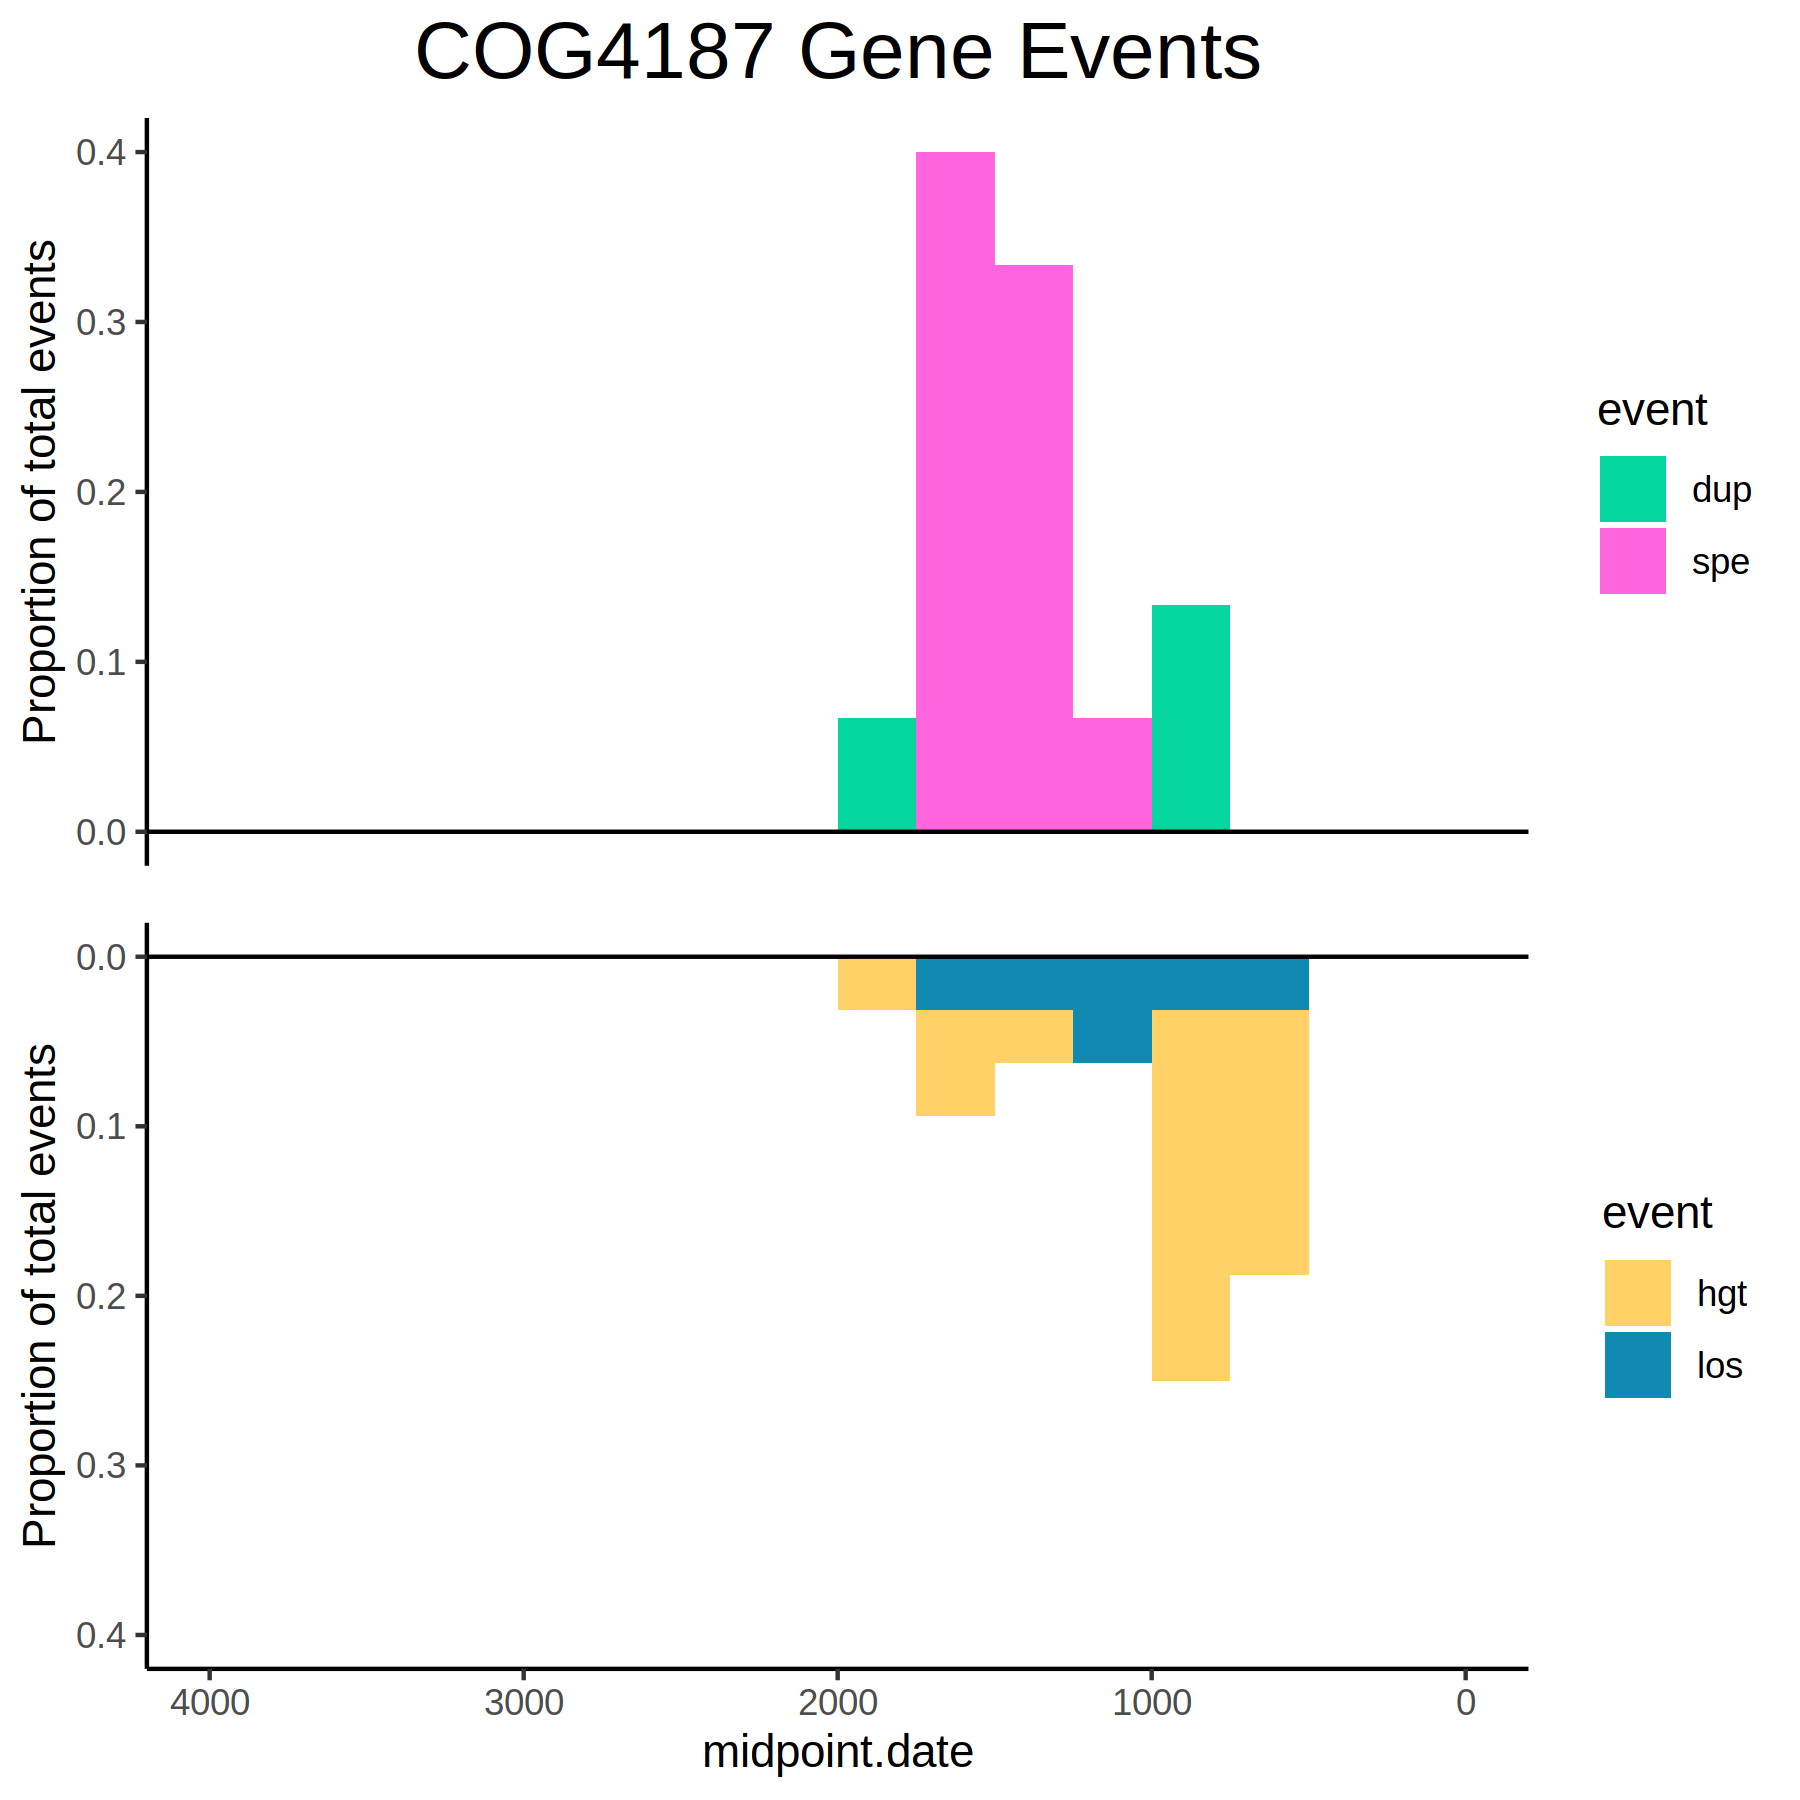 COG4187 Gene Events
Proportion of total events
0.4
0.3
0.2
0.1
0.0
event
dup
spe
Proportion of total events
0.0
0.1
0.2
0.3
0.4
event
hgt
los
4000 3000 2000 1000 0
midpoint.date